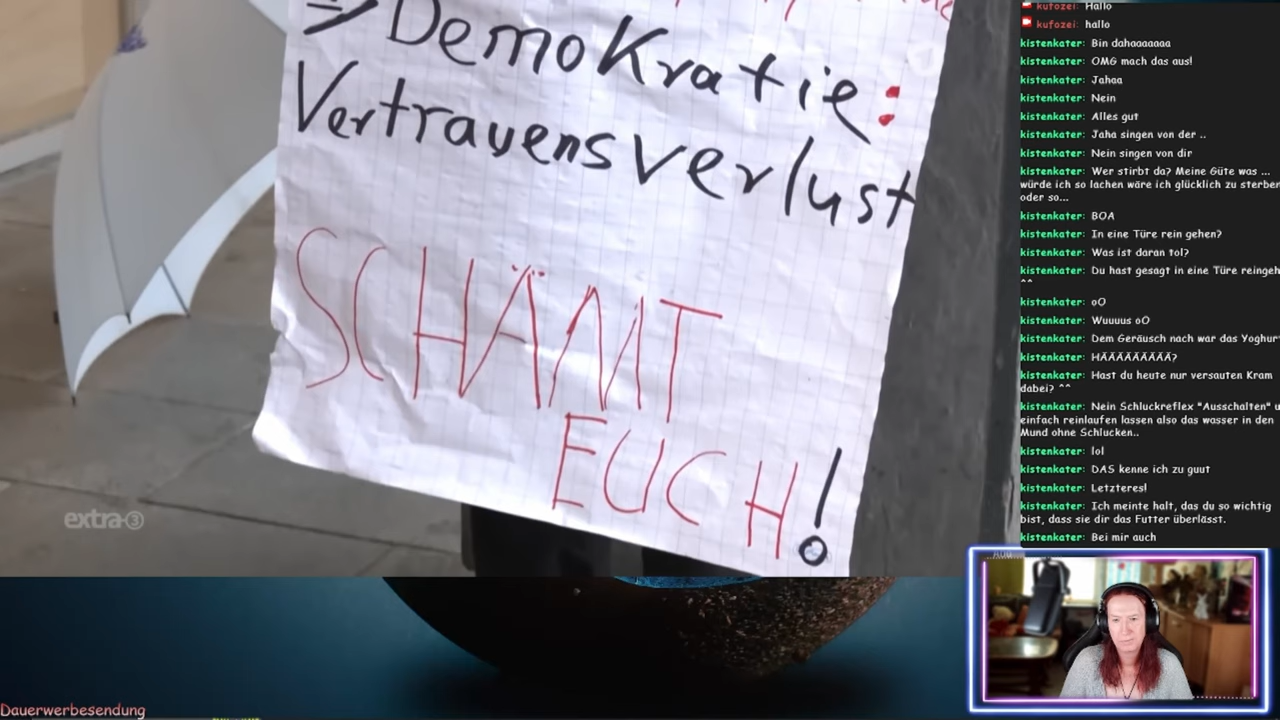 => Demokratie:
Vertrauensverlust
SCHÄMT
EUCH!
extra3
Dauerwerbesendung
kufozei: Hallo
kufozei: hallo
kistenkater: Bin dahaaaaaaa
kistenkater: OMG mach das aus!
kistenkater: Jahaa
kistenkater: Nein
kistenkater: Alles gut
kistenkater: Jaha singen von der ..
kistenkater: Nein singen von dir
kistenkater: Wer stirbt da? Meine Güte was ...
würde ich so lachen wäre ich glücklich zu sterben
oder so...
kistenkater: BOA
kistenkater: In eine Türe rein gehen?
kistenkater: Was ist daran tol?
kistenkater: Du hast gesagt in eine Türe reingeh
^^
kistenkater: oO
kistenkater: Wuuuus oO
kistenkater: Dem Geräusch nach war das Yoghur
kistenkater: HÄÄÄÄÄÄÄÄÄ?
kistenkater: Hast du heute nur versauten Kram
dabei? ^^
kistenkater: Nein Schluckreflex "Ausschalten" u
einfach reinlaufen lassen also das wasser in den
Mund ohne Schlucken..
kistenkater: lol
kistenkater: DAS kenne ich zu guut
kistenkater: Letzteres!
kistenkater: Ich meinte halt, das du so wichtig
bist, dass sie dir das Futter überlässt.
kistenkater: Bei mir auch